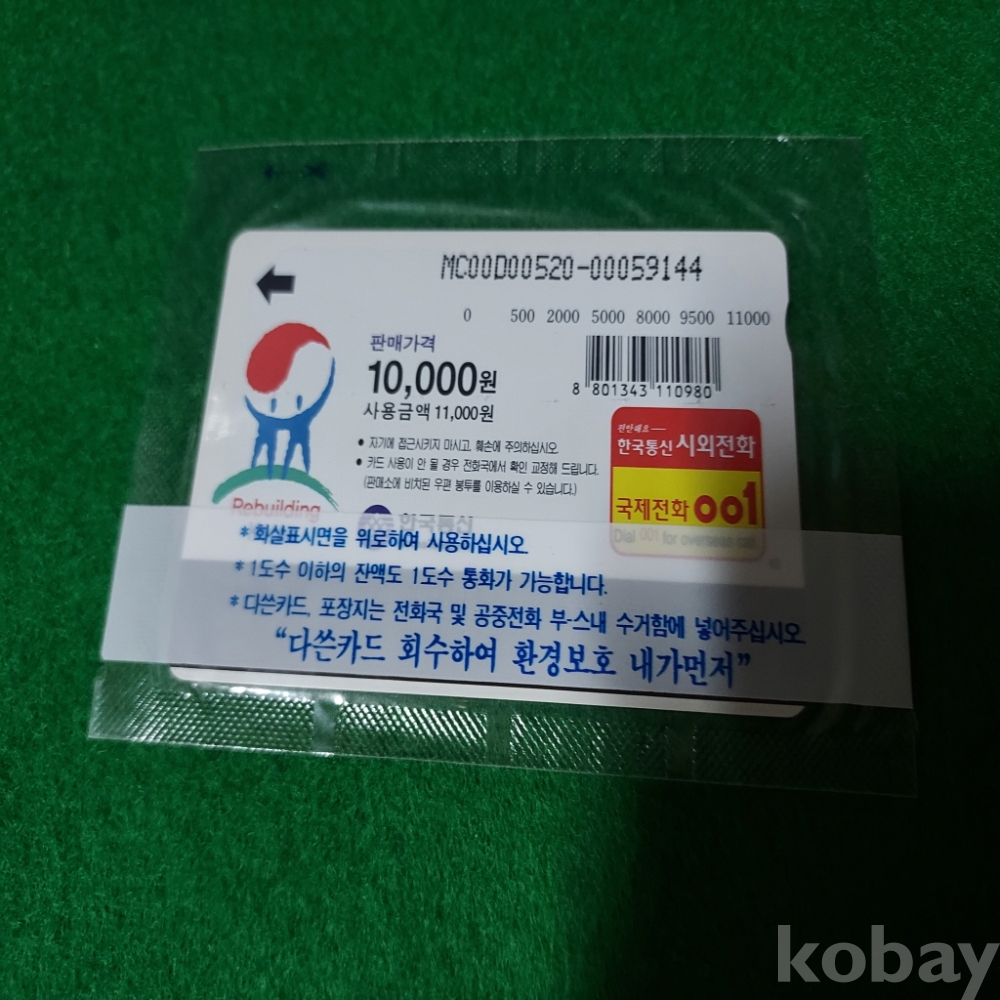 MC00D00520-00059144
0 500 2000 5000 8000 9500 11000
판매가격
10,000원
사용금액 11,000원
8 801343 110980
• 자기에 접근시키지 마시고, 훼손에 주의하십시오.
• 카드 사용이 안 될 경우 전화국에서 확인 교정해 드립니다.
(판매소에 비치된 우편 봉투를 이용하실 수 있습니다.)
한국통신 시외전화
국제전화 001
Dial 001 for overseas call
Rebuilding
한국통신
* 화살표시면을 위로하여 사용하십시오.
* 1도수 이하의 잔액도 1도수 통화가 가능합니다.
* 다쓴카드, 포장지는 전화국 및 공중전화 부-스내 수거함에 넣어주십시오
“다쓴카드 회수하여 환경보호 내가먼저”
kobay